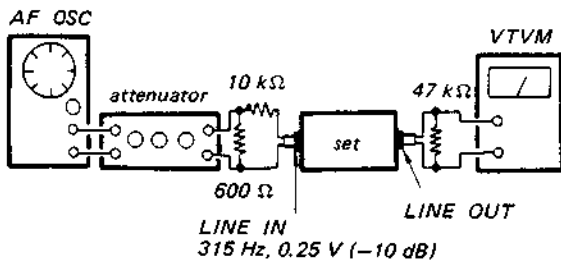 AF OSC
VTVM
attenuator
10 kΩ
47 kΩ
set
600 Ω
LINE OUT
LINE IN
315 Hz, 0.25 V (−10 dB)